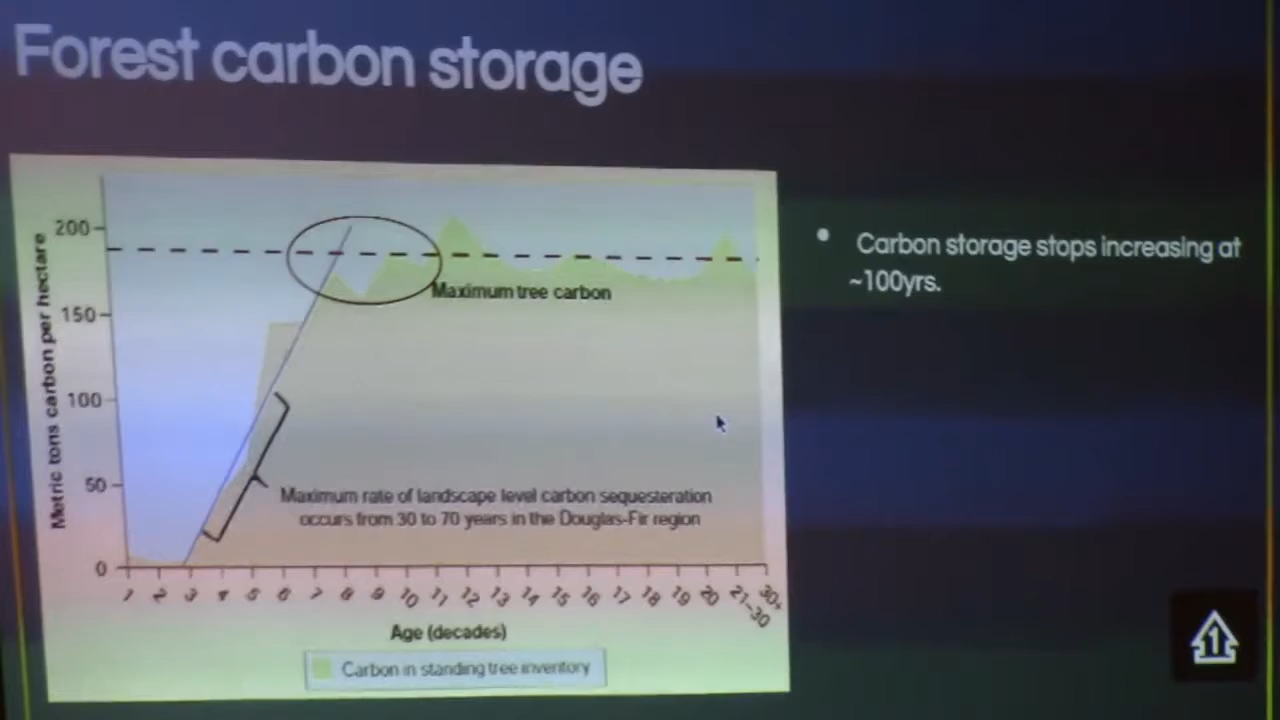 Forest carbon storage
200
150
100
50
0
Metric tons carbon per hectare
Maximum tree carbon
Maximum rate of landscape level carbon sequesteration
occurs from 30 to 70 years in the Douglas-Fir region
1 2 3 4 5 6 7 8 9 10 11 12 13 14 15 16 17 18 19 20 21-30 30+
Age (decades)
Carbon in standing tree inventory
• Carbon storage stops increasing at
~100yrs.
1